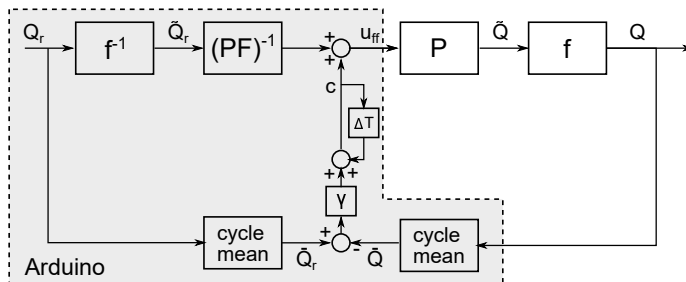 Qr f⁻¹ Q̃r (PF)⁻¹ + + uff P Q̃ f Q
c
ΔT
+ +
γ
cycle mean Q̄r + - Q̄ cycle mean
Arduino